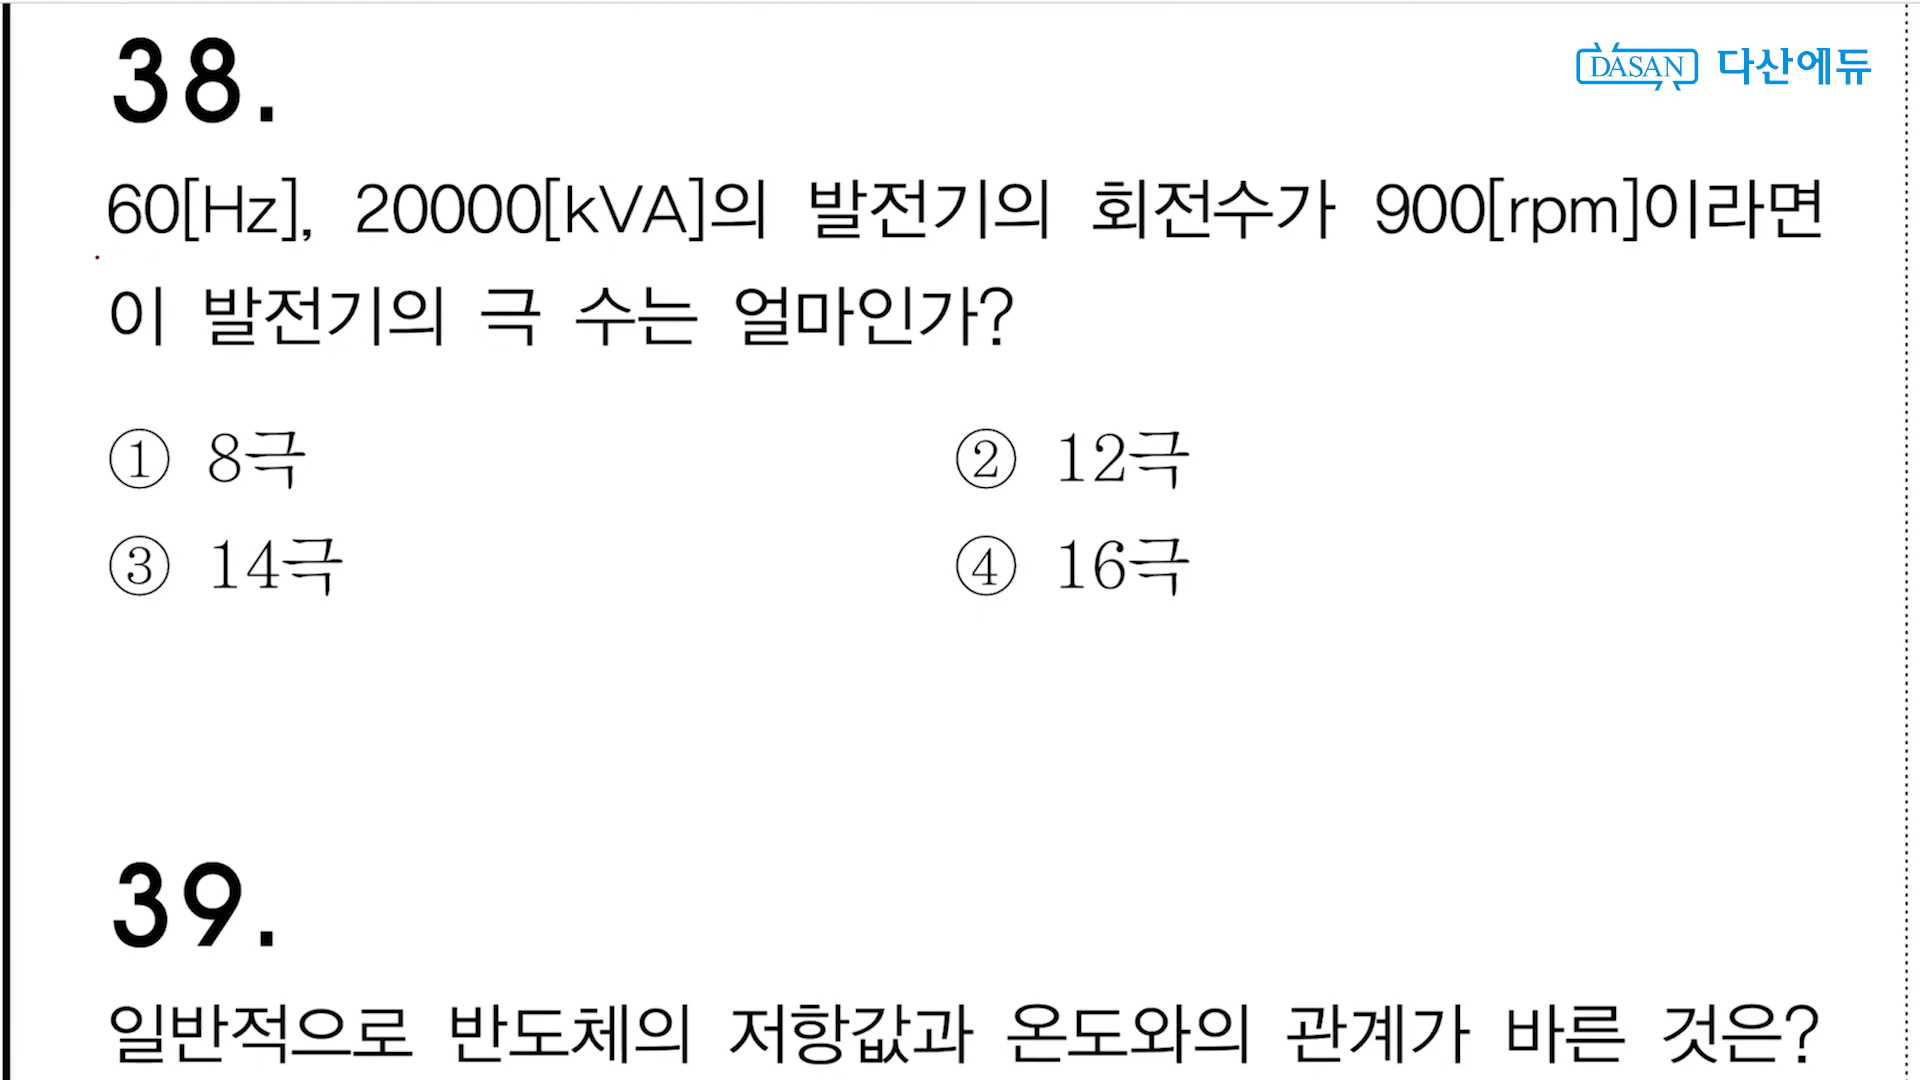 38.
DASAN 다산에듀
60[Hz], 20000[kVA]의 발전기의 회전수가 900[rpm]이라면
이 발전기의 극 수는 얼마인가?
① 8극 ② 12극
③ 14극 ④ 16극
39.
일반적으로 반도체의 저항값과 온도와의 관계가 바른 것은?